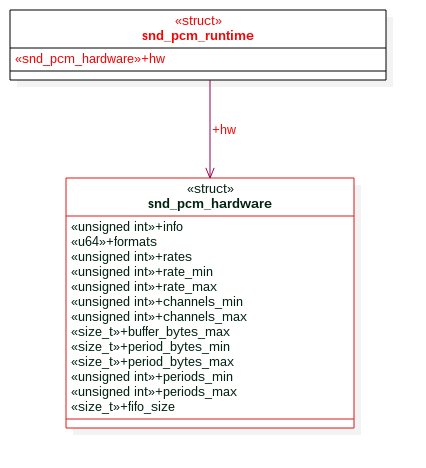 «struct»
snd_pcm_runtime
«snd_pcm_hardware»+hw
+hw
«struct»
snd_pcm_hardware
«unsigned int»+info
«u64»+formats
«unsigned int»+rates
«unsigned int»+rate_min
«unsigned int»+rate_max
«unsigned int»+channels_min
«unsigned int»+channels_max
«size_t»+buffer_bytes_max
«size_t»+period_bytes_min
«size_t»+period_bytes_max
«unsigned int»+periods_min
«unsigned int»+periods_max
«size_t»+fifo_size